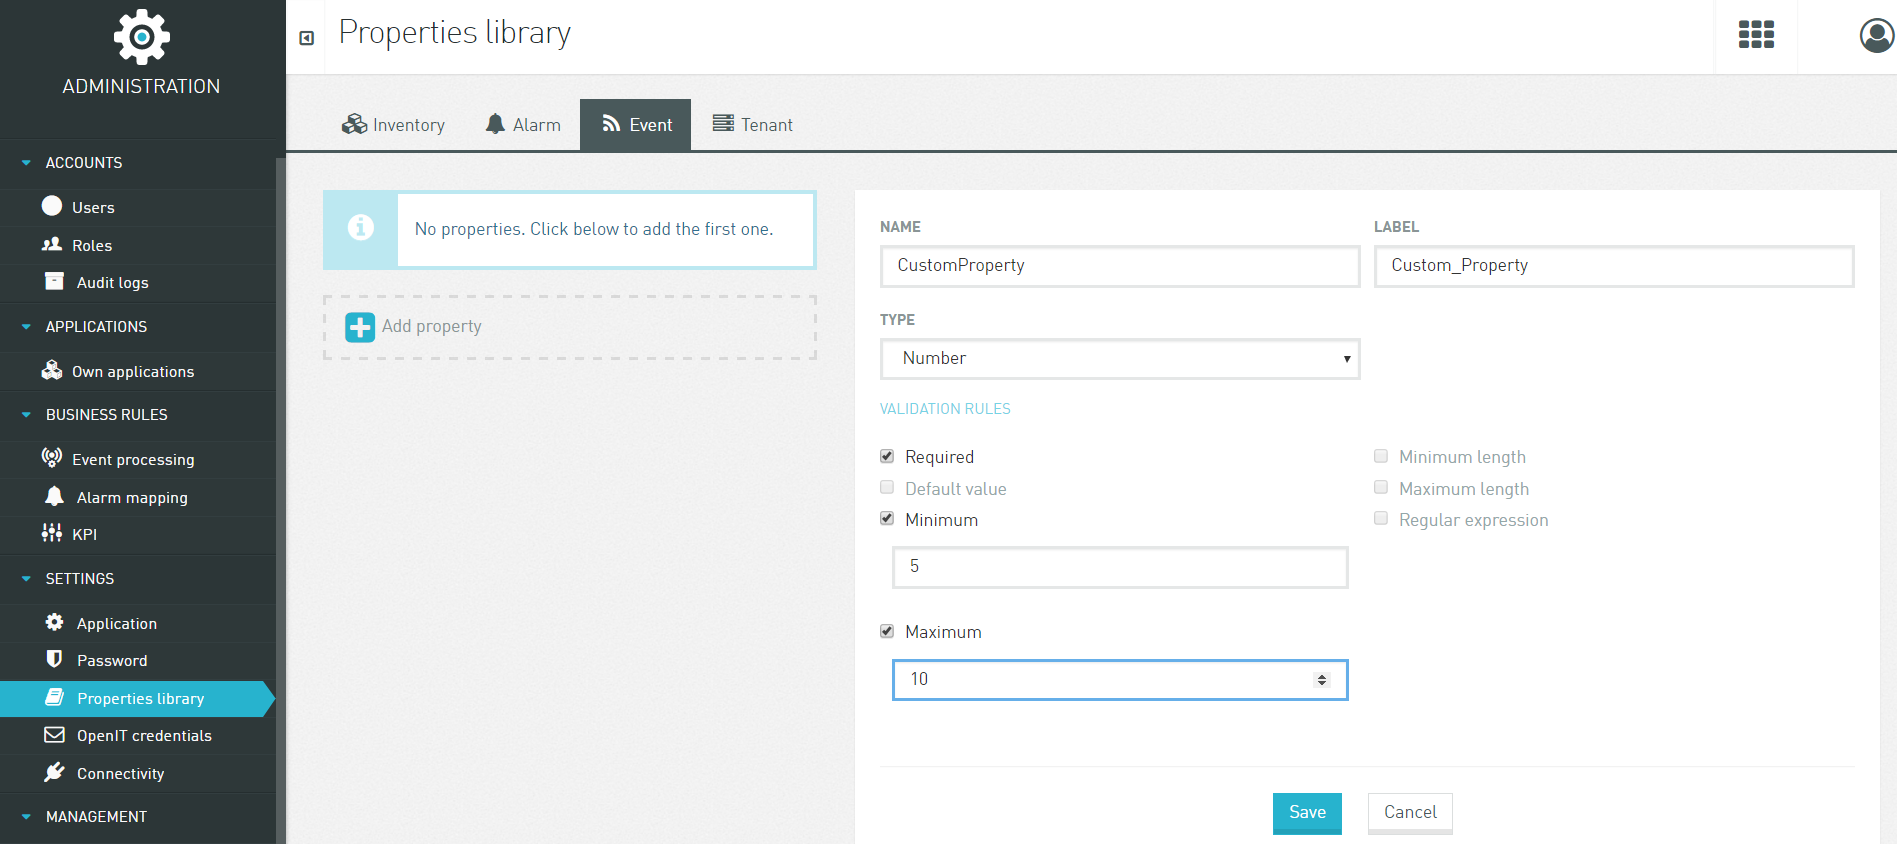 Properties library
ADMINISTRATION
ACCOUNTS
Users
Roles
Audit logs
APPLICATIONS
Own applications
BUSINESS RULES
Event processing
Alarm mapping
KPI
SETTINGS
Application
Password
Properties library
OpenIT credentials
Connectivity
MANAGEMENT
Inventory Alarm Event Tenant
No properties. Click below to add the first one.
Add property
NAME LABEL
CustomProperty Custom_Property
TYPE
Number
VALIDATION RULES
Required Minimum length
Default value Maximum length
Minimum Regular expression
5
Maximum
10
Save Cancel